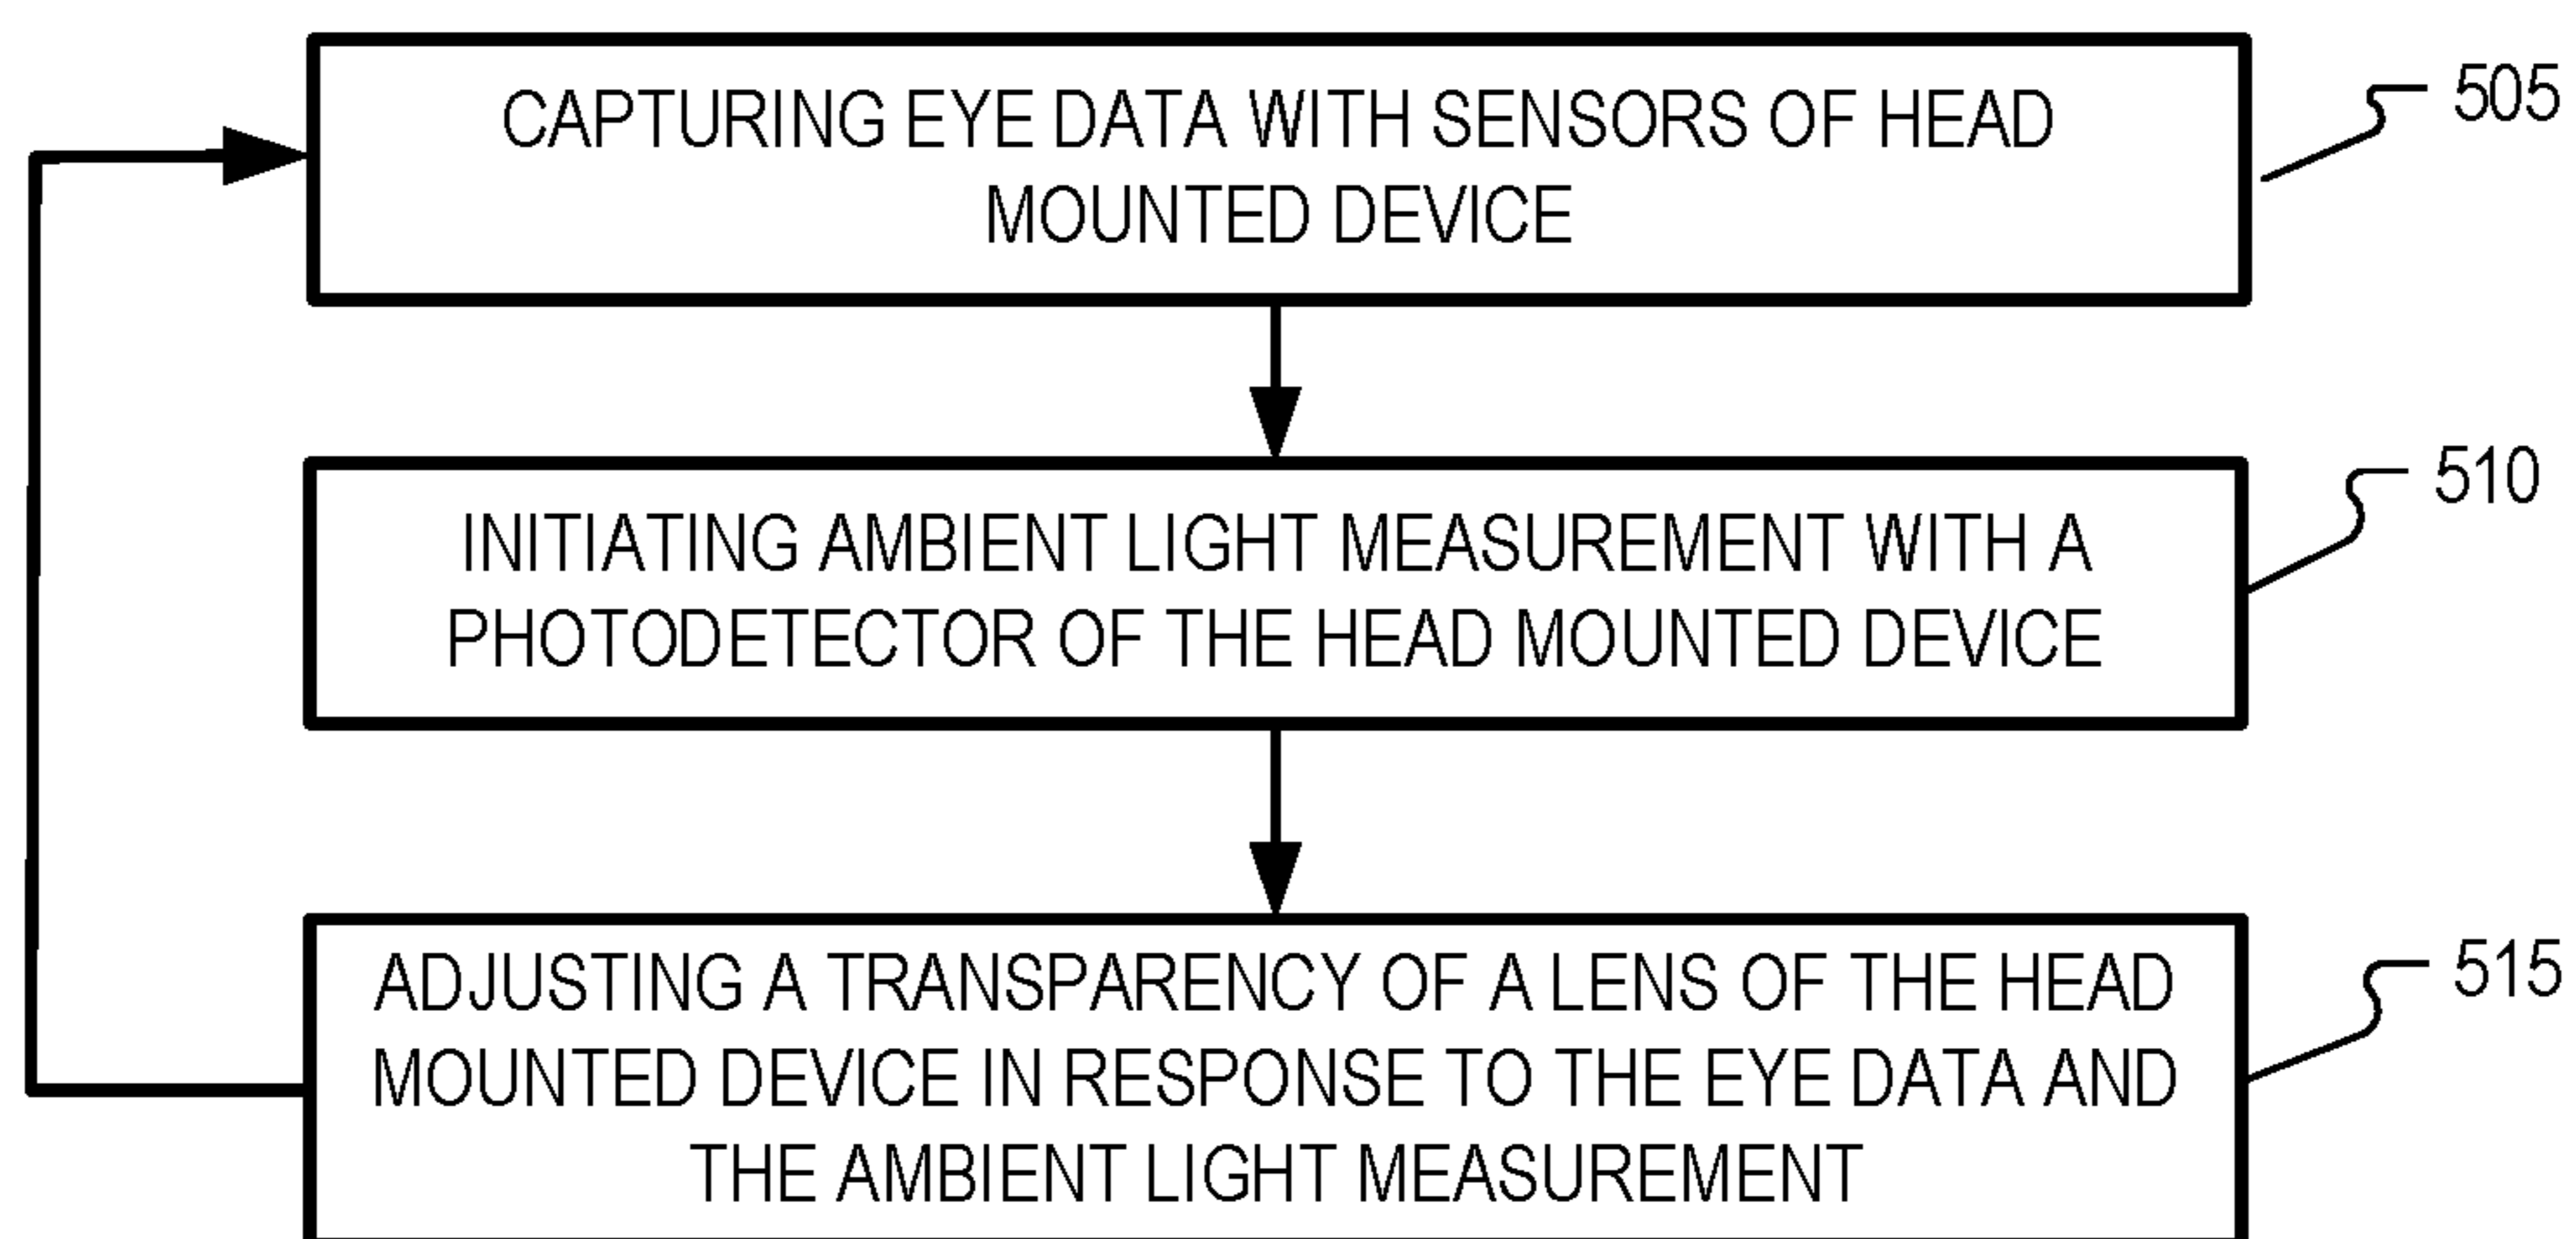 CAPTURING EYE DATA WITH SENSORS OF HEAD
MOUNTED DEVICE
505
INITIATING AMBIENT LIGHT MEASUREMENT WITH A
PHOTODETECTOR OF THE HEAD MOUNTED DEVICE
510
ADJUSTING A TRANSPARENCY OF A LENS OF THE HEAD
MOUNTED DEVICE IN RESPONSE TO THE EYE DATA AND
THE AMBIENT LIGHT MEASUREMENT
515